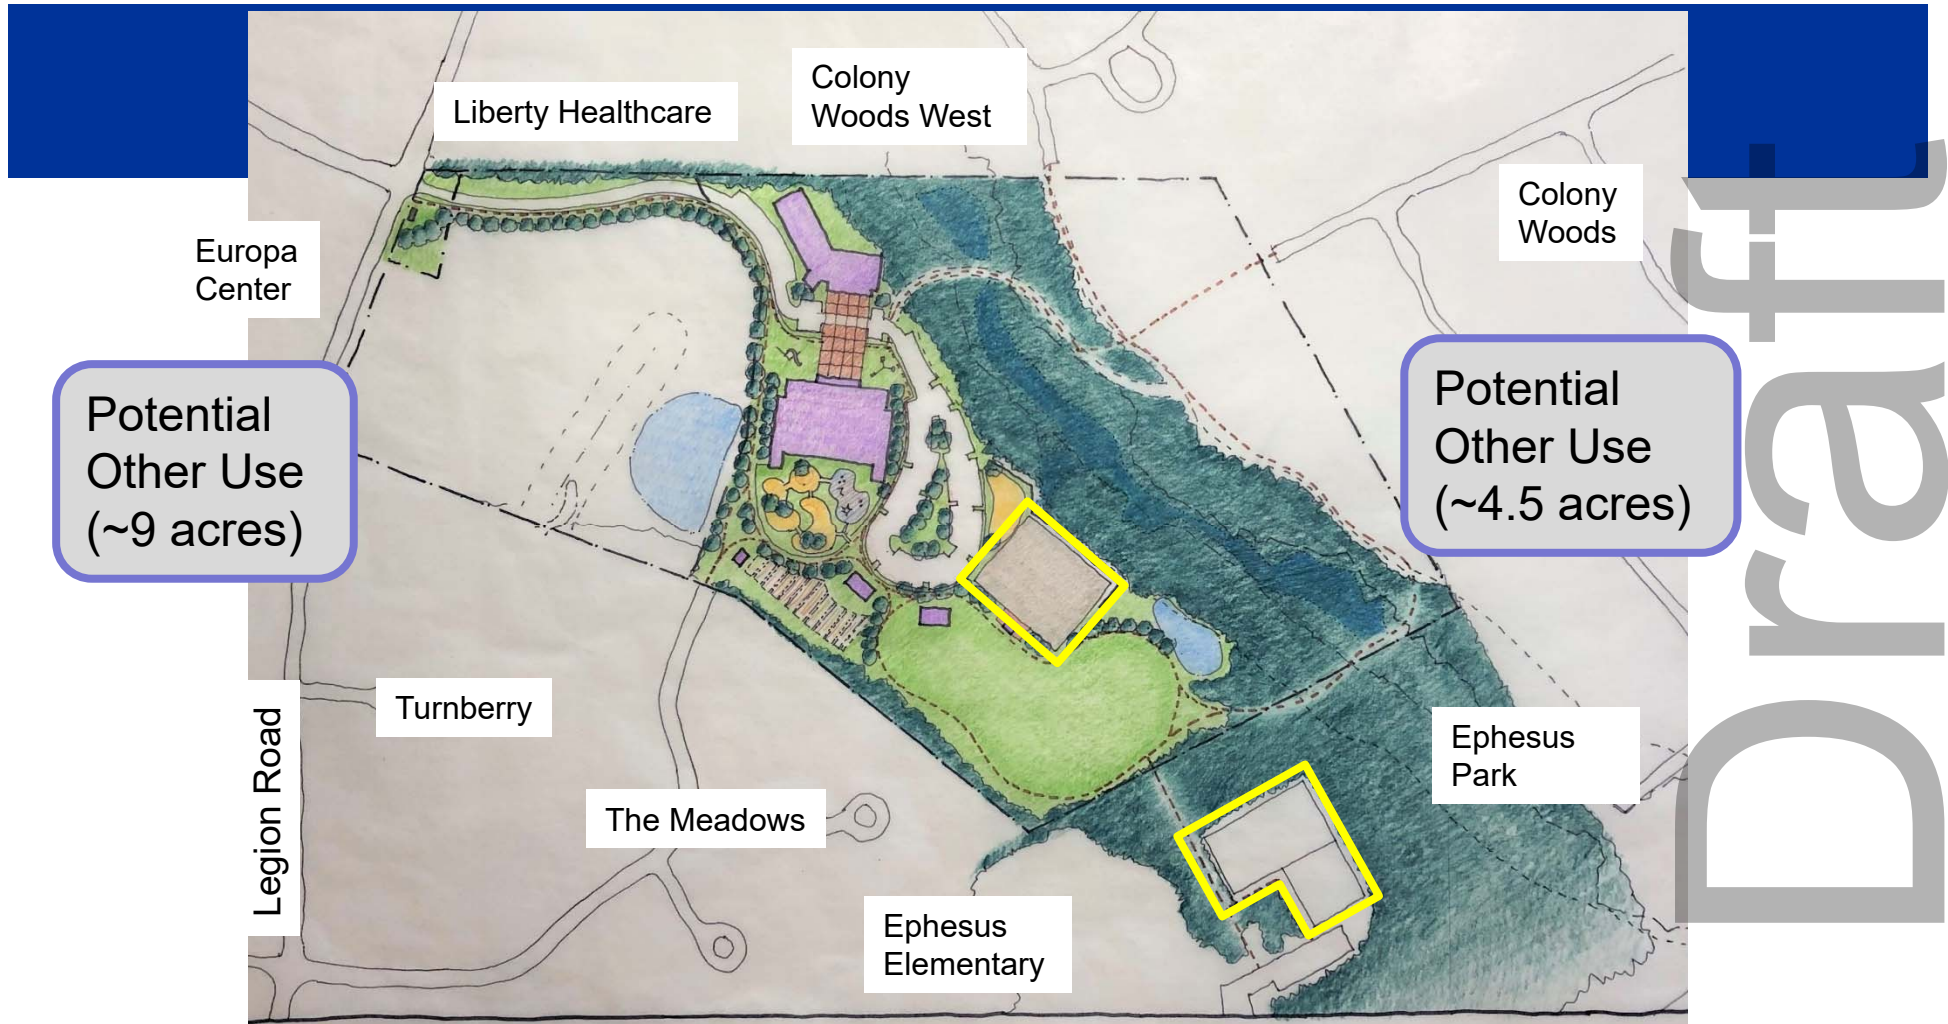 Colony
Woods West
Liberty Healthcare
Colony
Woods
Europa
Center
Potential
Other Use
(~9 acres)
Potential
Other Use
(~4.5 acres)
Draft
Turnberry
Legion Road
Ephesus
Park
The Meadows
Ephesus
Elementary